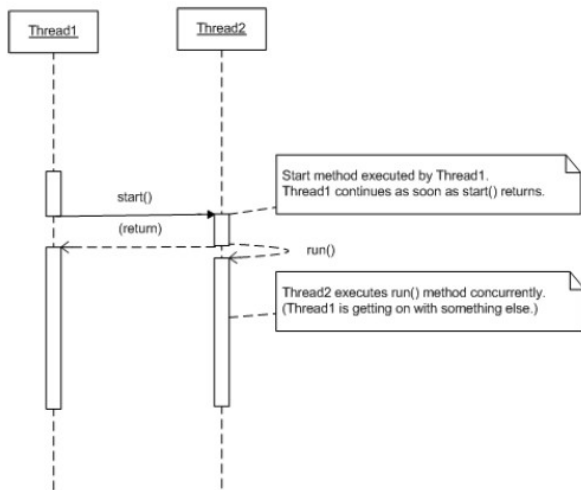 Thread1
Thread2
Start method executed by Thread1.
Thread1 continues as soon as start() returns.
start()
(return)
run()
Thread2 executes run() method concurrently.
(Thread1 is getting on with something else.)